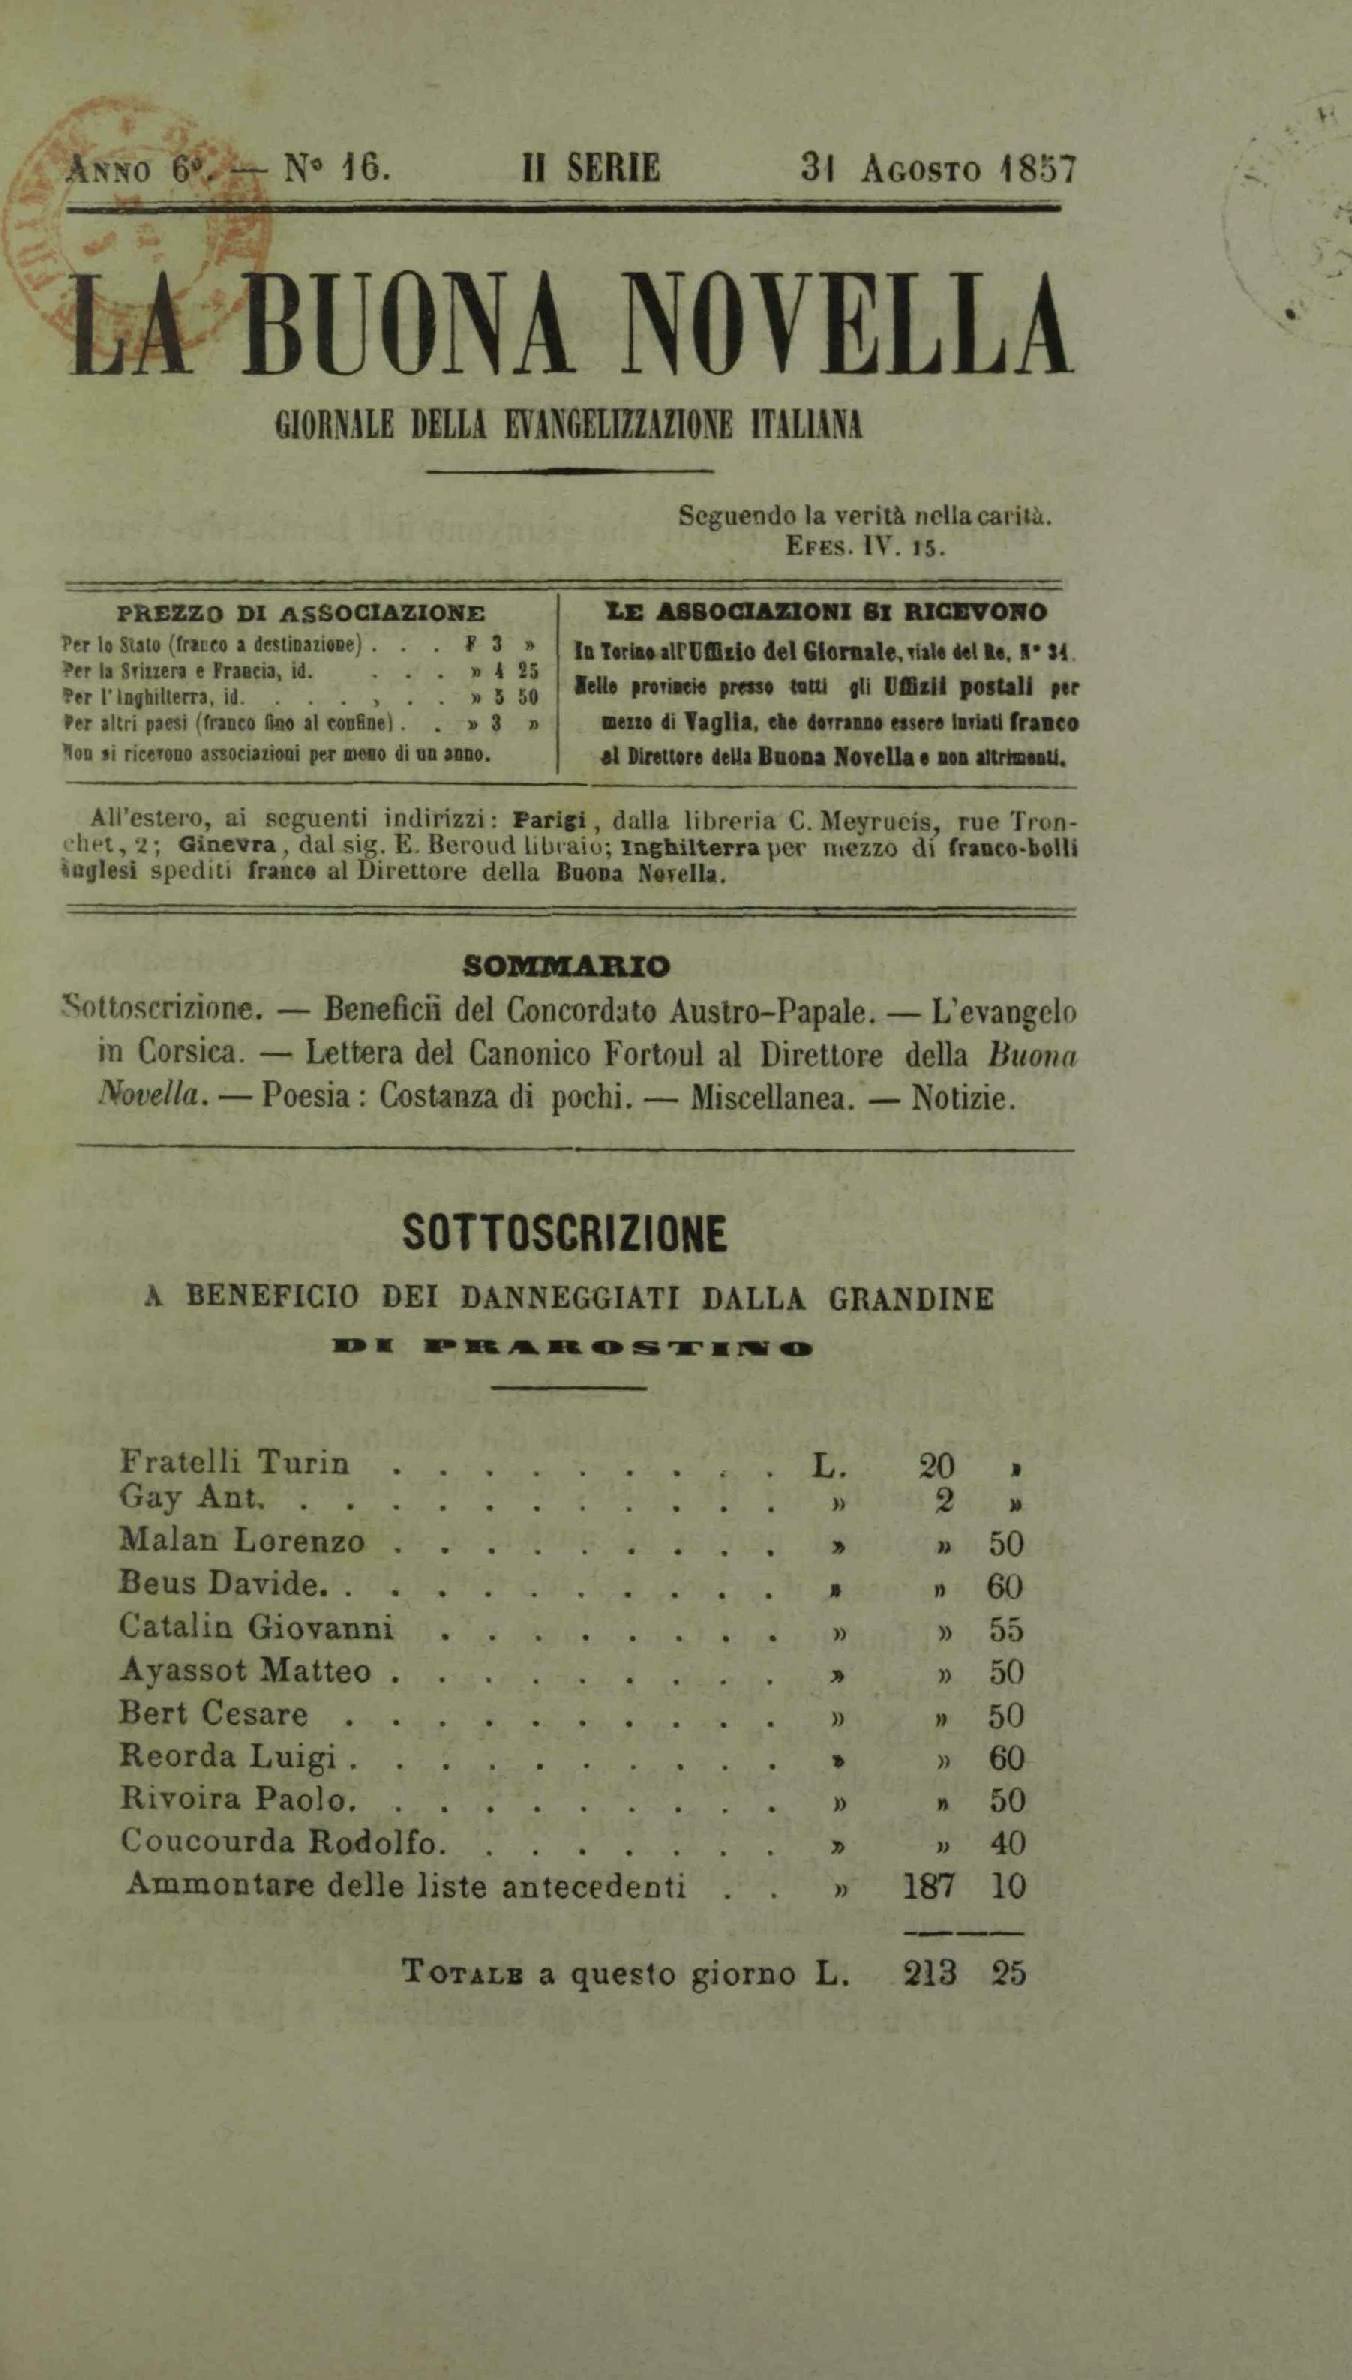 ANNO 6º. — Nº 16. II SERIE 31 AGOSTO 1857
LA BUONA NOVELLA
GIORNALE DELLA EVANGELIZZAZIONE ITALIANA
Seguendo la verità nella carità.
EFES. IV. 15.
PREZZO DI ASSOCIAZIONE
Per lo Stato (franco a destinazione) . . . F 3 »
Per la Svizzera e Francia, id. . . . . » 4 25
Per l'Inghilterra, id. . . . , . . » 5 50
Per altri paesi (franco fino al confine) . . » 3 »
Non si ricevono associazioni per meno di un anno.
LE ASSOCIAZIONI SI RICEVONO
In Torino all'Uffizio del Giornale, viale del Re, Nº 31.
Nelle provincie presso tutti gli Uffizii postali per
mezzo di Vaglia, che dovranno essere inviati franco
al Direttore della Buona Novella e non altrimenti.
All'estero, ai seguenti indirizzi: Parigi, dalla libreria C. Meyrueis, rue Tron-
chet, 2; Ginevra, dal sig. E. Beroud libraio; Inghilterra per mezzo di franco-bolli
inglesi spediti franco al Direttore della Buona Novella.
SOMMARIO
Sottoscrizione. — Beneficii del Concordato Austro-Papale. — L'evangelo
in Corsica. — Lettera del Canonico Fortoul al Direttore della Buona
Novella. — Poesia : Costanza di pochi. — Miscellanea. — Notizie.
SOTTOSCRIZIONE
A BENEFICIO DEI DANNEGGIATI DALLA GRANDINE
DI PRAROSTINO
Fratelli Turin . . . . . . . . . L. 20 »
Gay Ant. . . . . . . . . . . . » 2 »
Malan Lorenzo . . . . . . . . . » » 50
Beus Davide. . . . . . . . . . . » » 60
Catalin Giovanni . . . . . . . . » » 55
Ayassot Matteo . . . . . . . . . » » 50
Bert Cesare . . . . . . . . . . » » 50
Reorda Luigi . . . . . . . . . . » » 60
Rivoira Paolo. . . . . . . . . . » » 50
Coucourda Rodolfo. . . . . . . . » » 40
Ammontare delle liste antecedenti . . » 187 10
TOTALE a questo giorno L. 213 25